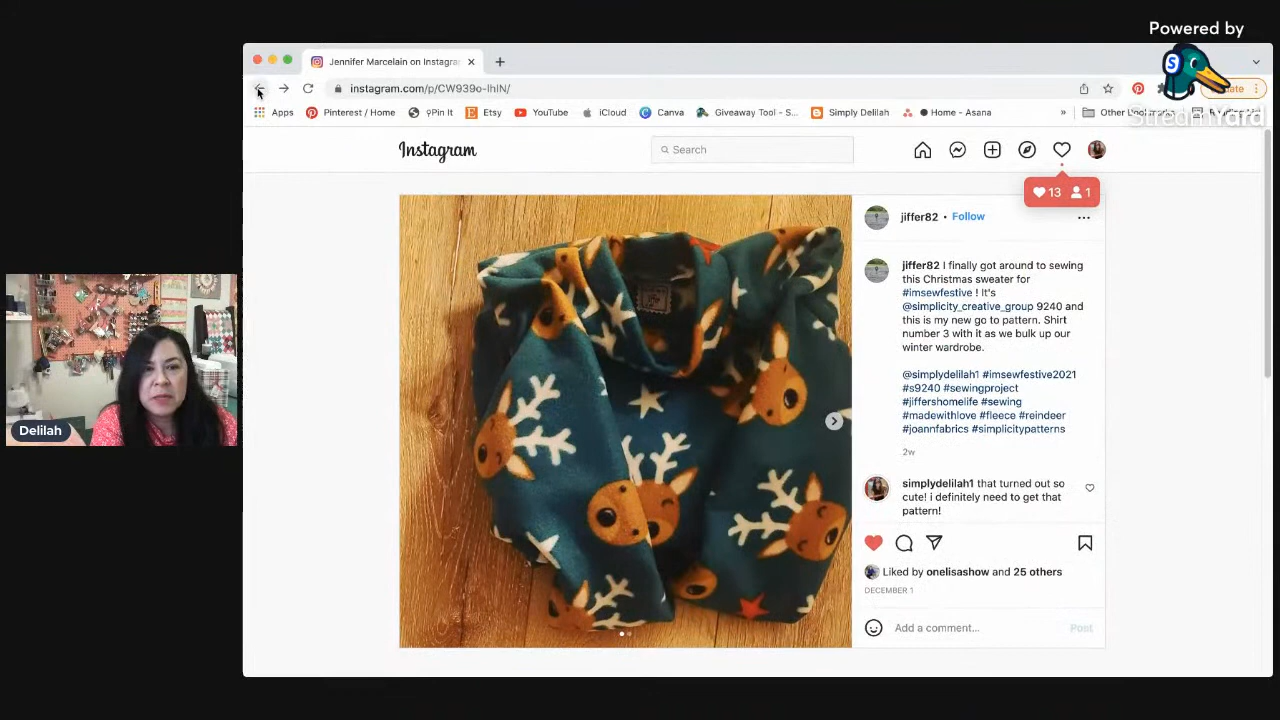 Powered by
StreamYard
Jennifer Marcelain on Instagra
instagram.com/p/CW939o-lhlN/
Apps Pinterest / Home Pin It Etsy YouTube iCloud Canva Giveaway Tool - S... Simply Delilah Home - Asana » Other Bookmarks
Instagram
Search
13 1
jiffer82 • Follow
jiffer82 I finally got around to sewing
this Christmas sweater for
#imsewfestive ! It's
@simplicity_creative_group 9240 and
this is my new go to pattern. Shirt
number 3 with it as we bulk up our
winter wardrobe.
@simplydelilah1 #imsewfestive2021
#s9240 #sewingproject
#jiffershomelife #sewing
#madewithlove #fleece #reindeer
#joannfabrics #simplicitypatterns
2w
simplydelilah1 that turned out so
cute! i definitely need to get that
pattern!
Liked by onelisashow and 25 others
DECEMBER 1
Add a comment... Post
Delilah